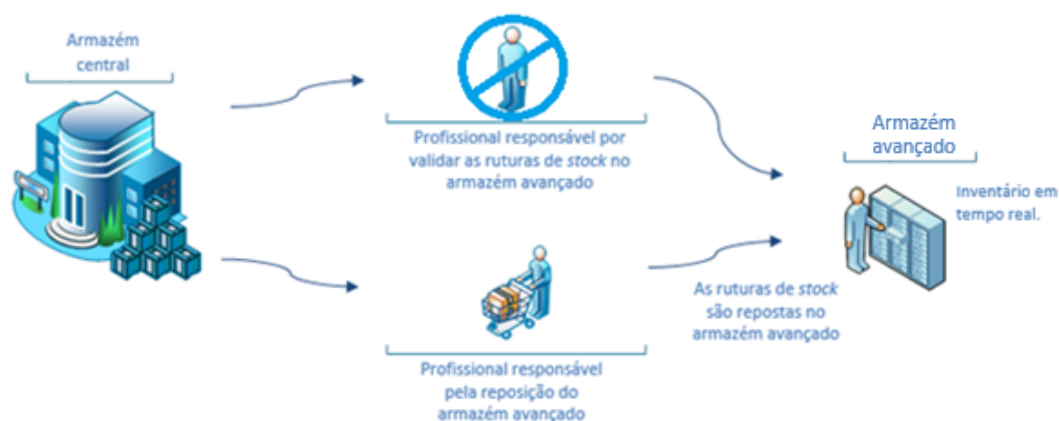 Armazém
central
Profissional responsável por
validar as ruturas de stock no
armazém avançado
Armazém
avançado
Inventário em
tempo real.
As ruturas de stock
são repostas no
armazém avançado
Profissional responsável
pela reposição do
armazém avançado